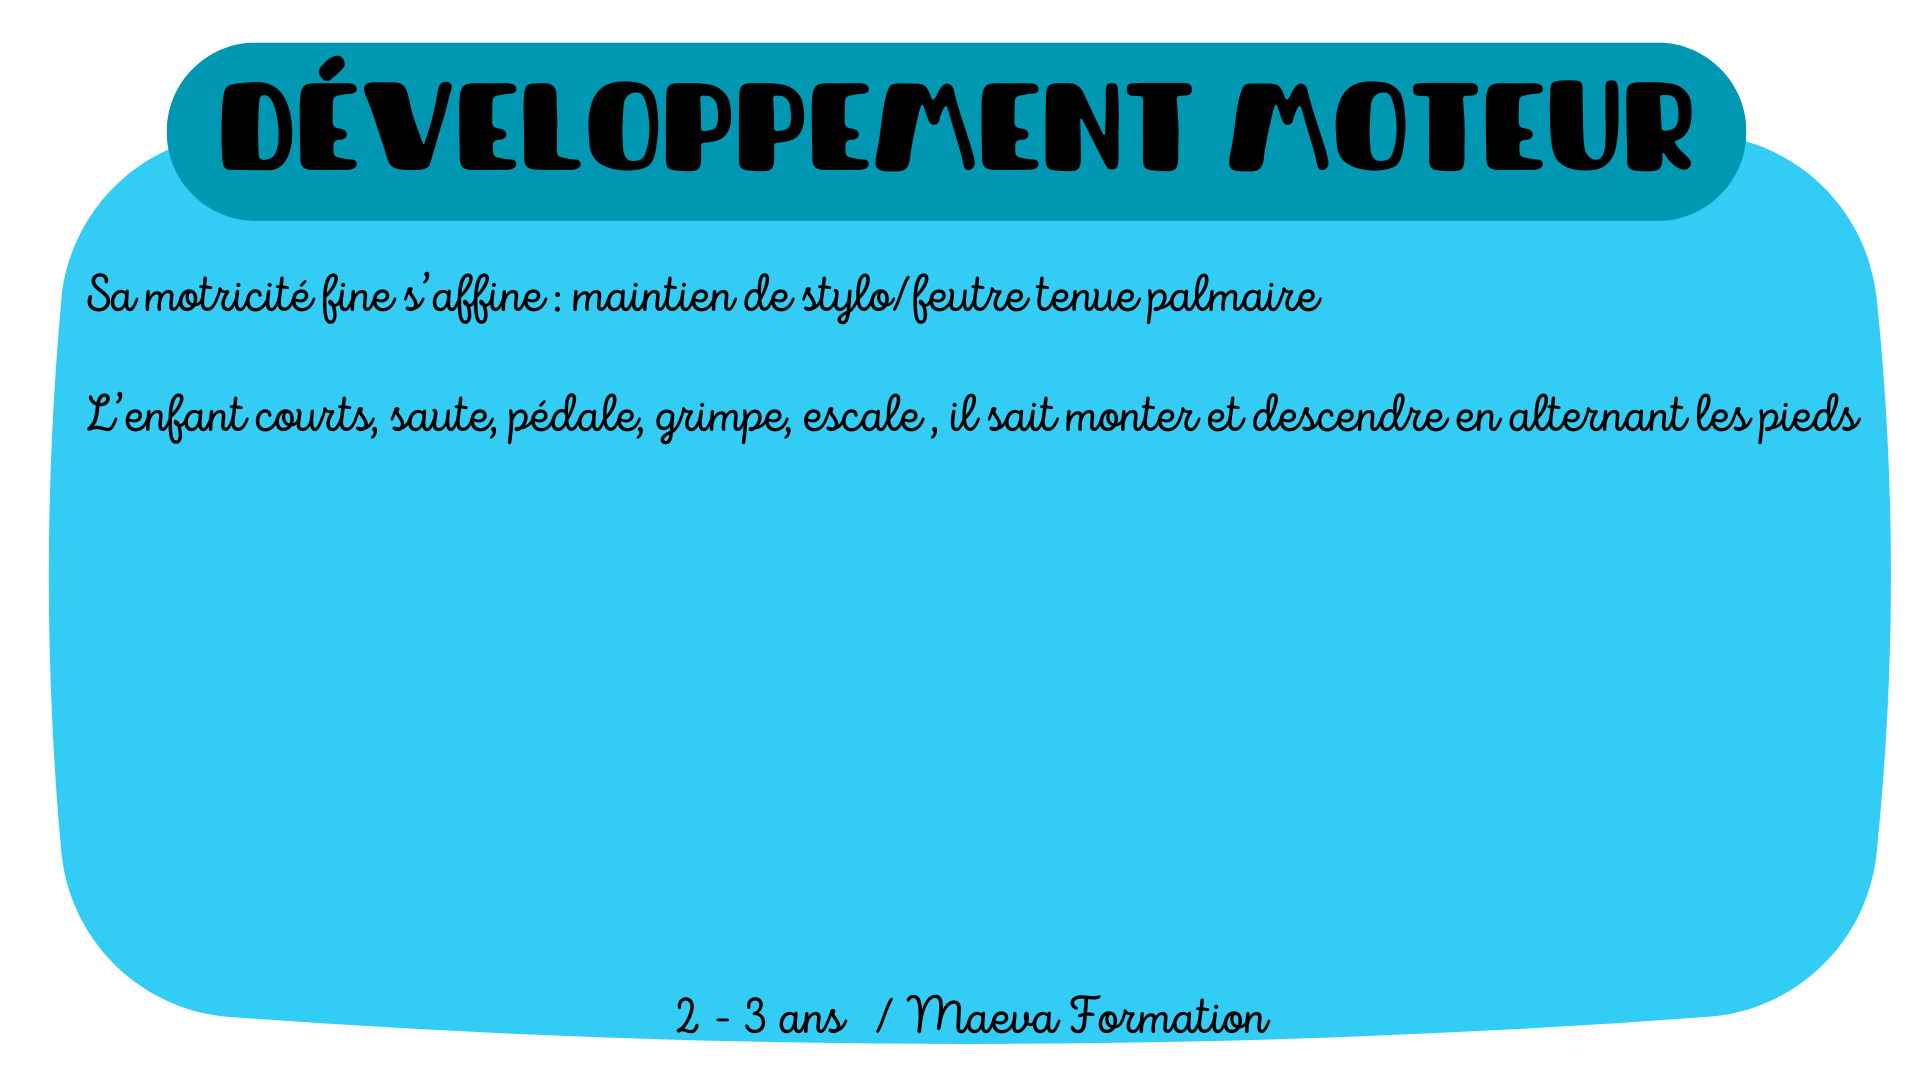 DÉVELOPPEMENT MOTEUR
Sa motricité fine s'affine : maintien de stylo/feutre tenue palmaire
L'enfant courts, saute, pédale, grimpe, escale , il sait monter et descendre en alternant les pieds
2 - 3 ans / Maeva Formation